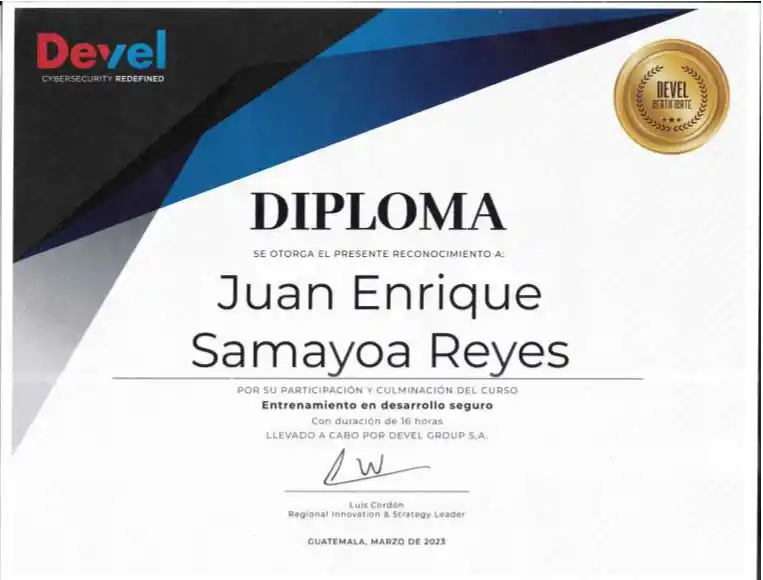 Devel
CYBERSECURITY REDEFINED
DEVEL
CERTIFICATE
DIPLOMA
SE OTORGA EL PRESENTE RECONOCIMIENTO A:
Juan Enrique
Samayoa Reyes
POR SU PARTICIPACIÓN Y CULMINACIÓN DEL CURSO
Entrenamiento en desarrollo seguro
Con duración de 16 horas
LLEVADO A CABO POR DEVEL GROUP S,A.
Luis Cordón
Regional Innovation & Strategy Leader
GUATEMALA, MARZO DE 2023